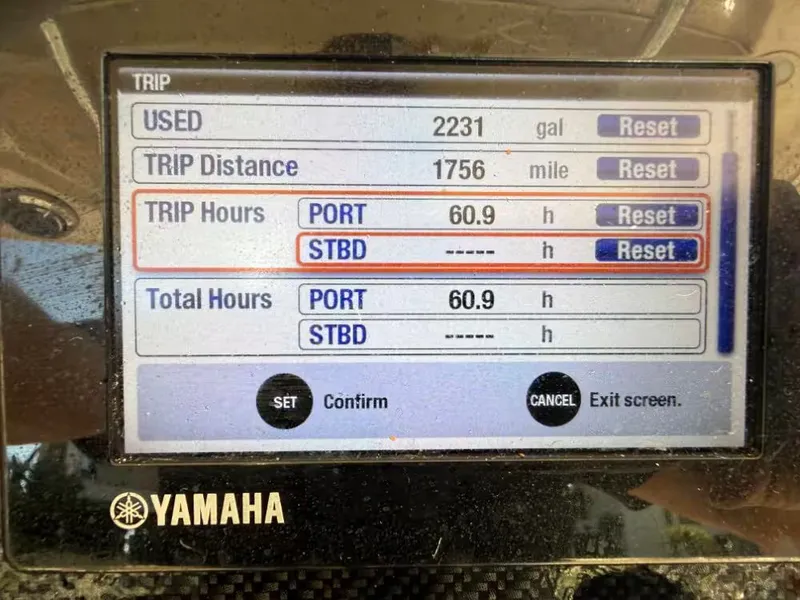 TRIP
USED 2231 gal Reset
TRIP Distance 1756 mile Reset
TRIP Hours PORT 60.9 h Reset
STBD ----- h Reset
Total Hours PORT 60.9 h
STBD ----- h
SET Confirm CANCEL Exit screen.
YAMAHA